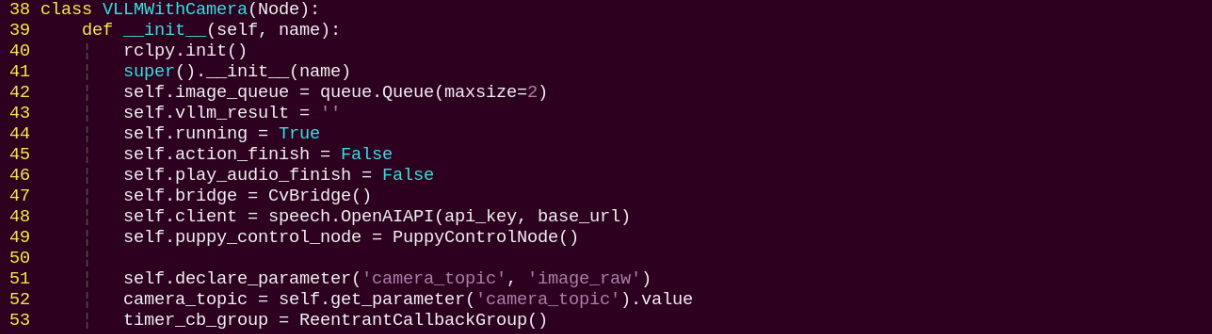 38 class VLLMWithCamera(Node):
39     def __init__(self, name):
40         rclpy.init()
41         super().__init__(name)
42         self.image_queue = queue.Queue(maxsize=2)
43         self.vllm_result = ''
44         self.running = True
45         self.action_finish = False
46         self.play_audio_finish = False
47         self.bridge = CvBridge()
48         self.client = speech.OpenAIAPI(api_key, base_url)
49         self.puppy_control_node = PuppyControlNode()
50
51         self.declare_parameter('camera_topic', 'image_raw')
52         camera_topic = self.get_parameter('camera_topic').value
53         timer_cb_group = ReentrantCallbackGroup()